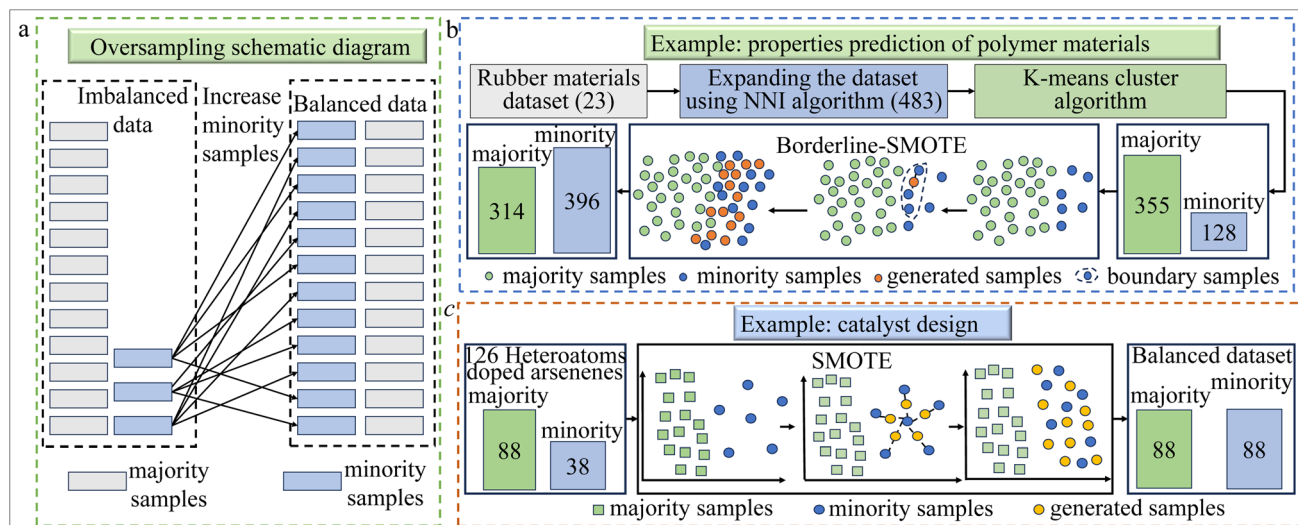 a
Oversampling schematic diagram
Imbalanced
data
Increase
minority
samples
Balanced data
majority
samples
minority
samples
b
Example: properties prediction of polymer materials
Rubber materials
dataset (23)
Expanding the dataset
using NNI algorithm (483)
K-means cluster
algorithm
majority
314
minority
396
Borderline-SMOTE
majority
355
minority
128
majority samples
minority samples
generated samples
boundary samples
c
Example: catalyst design
126 Heteroatoms
doped arsenenes
majority
88
minority
38
SMOTE
Balanced dataset
majority
88
minority
88
majority samples
minority samples
generated samples